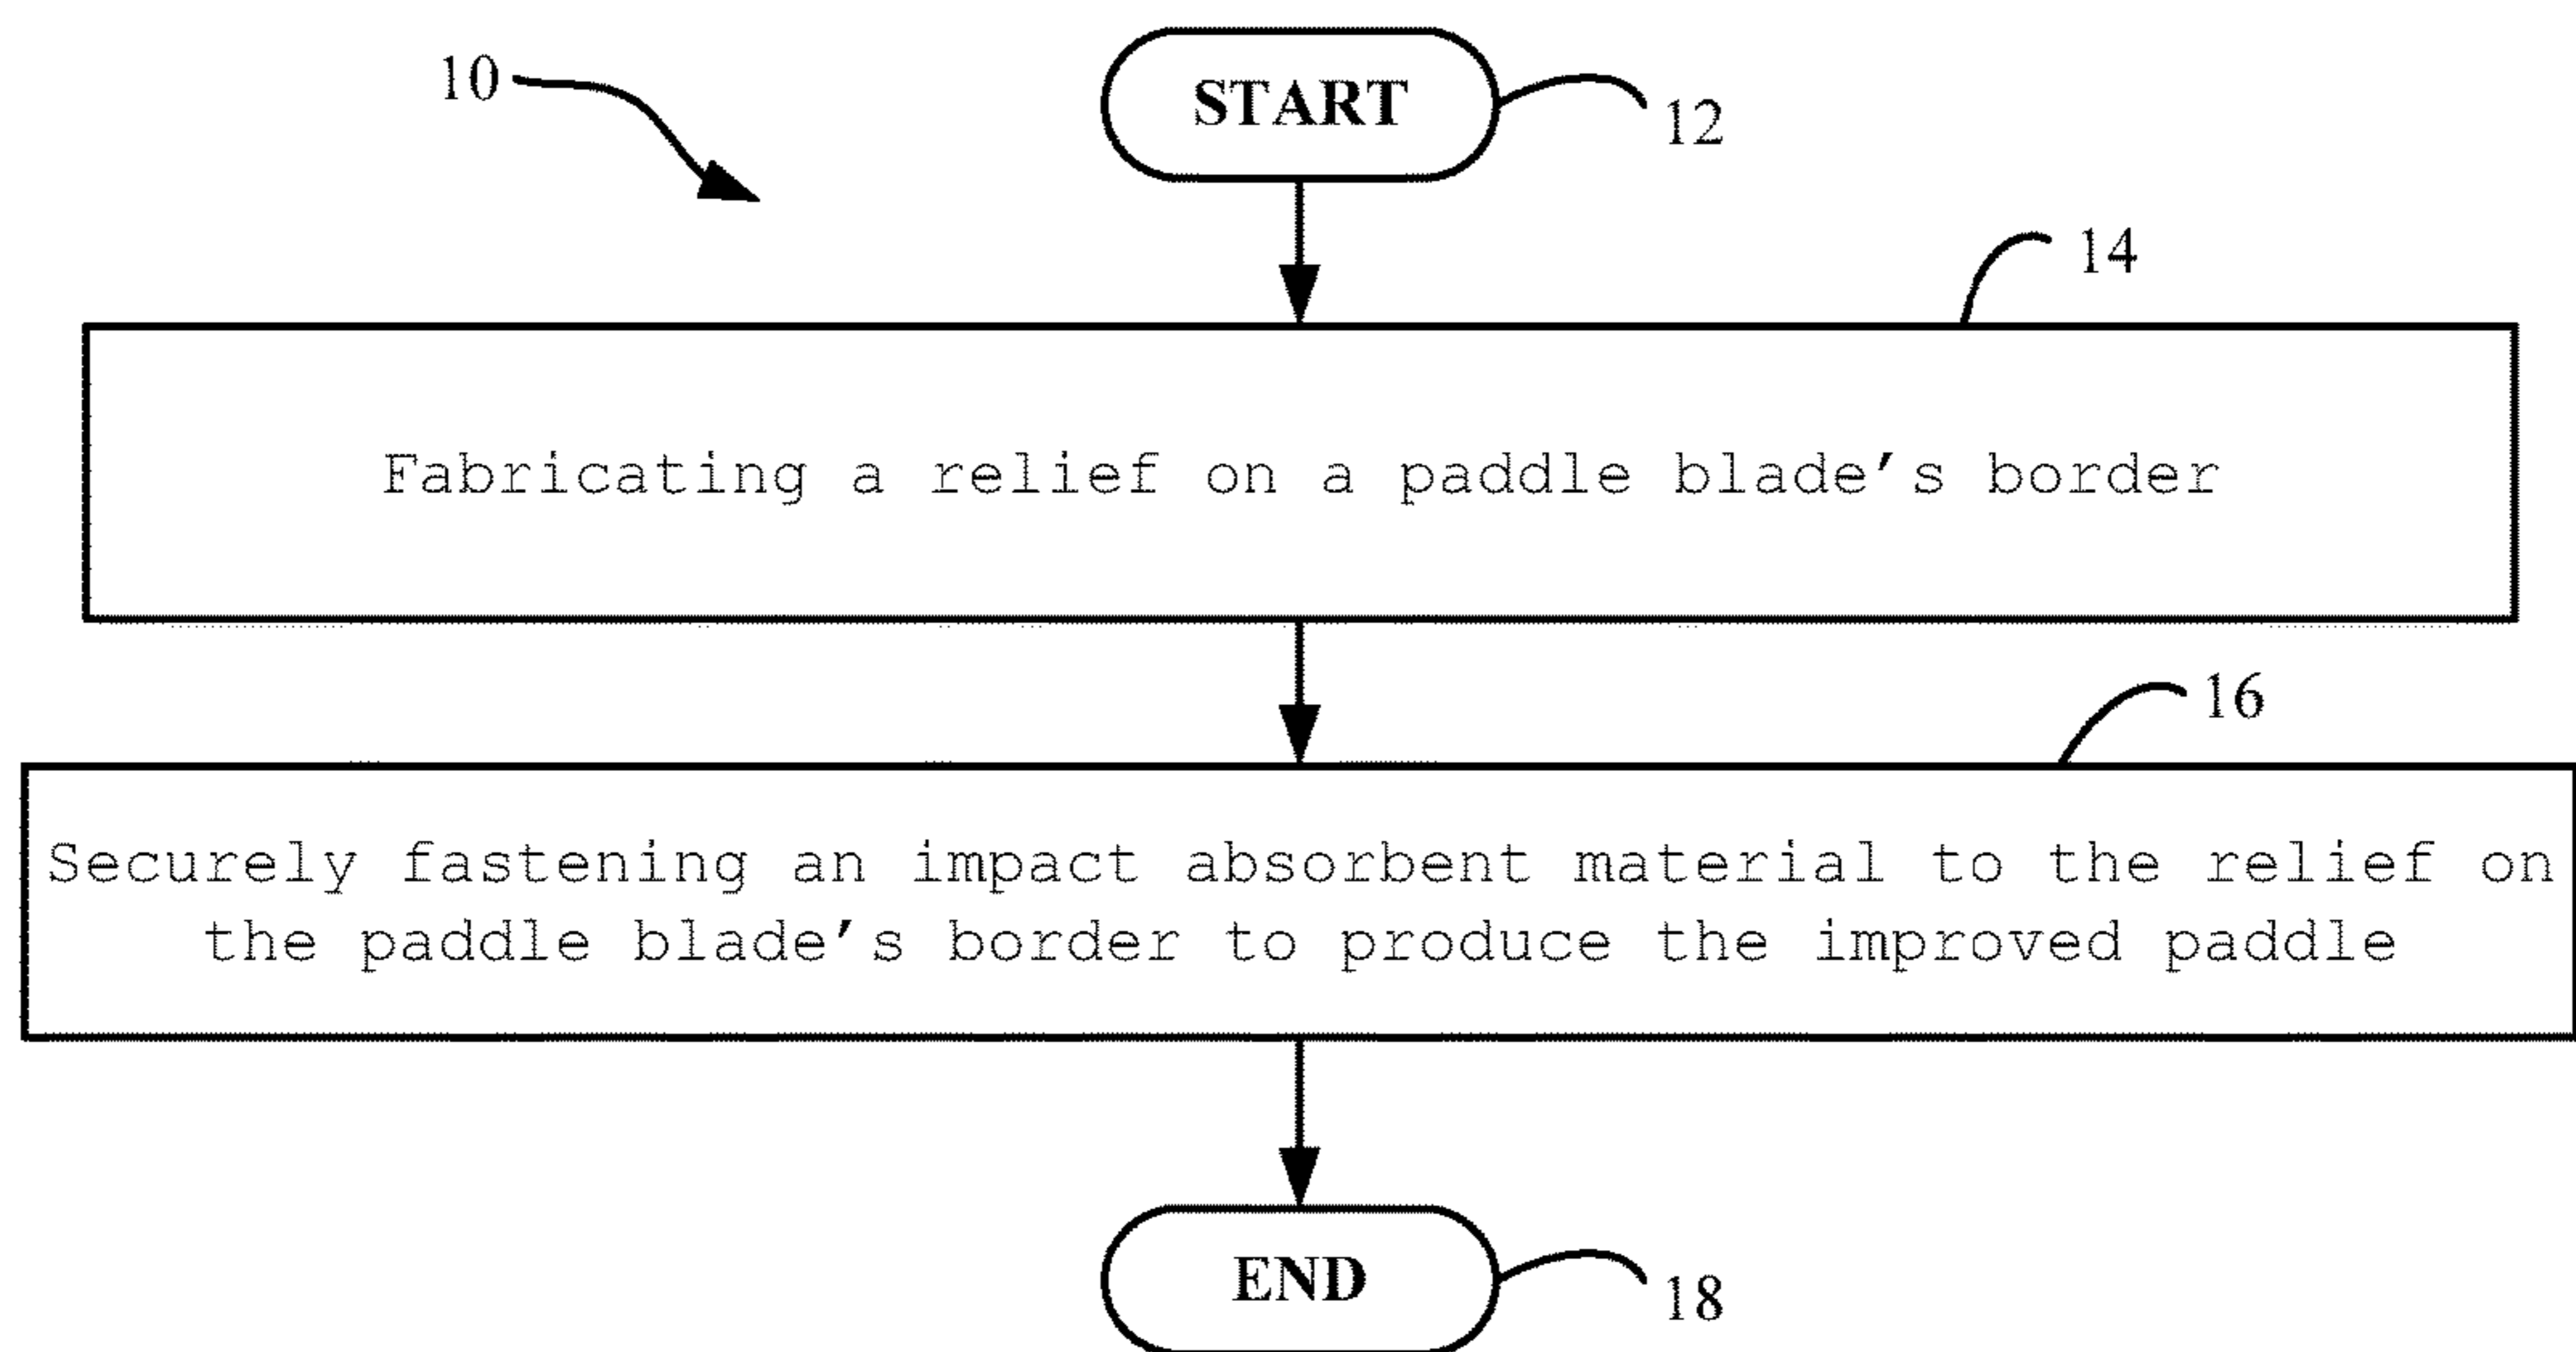 10
START
12
14
Fabricating a relief on a paddle blade’s border
16
Securely fastening an impact absorbent material to the relief on
the paddle blade’s border to produce the improved paddle
END
18